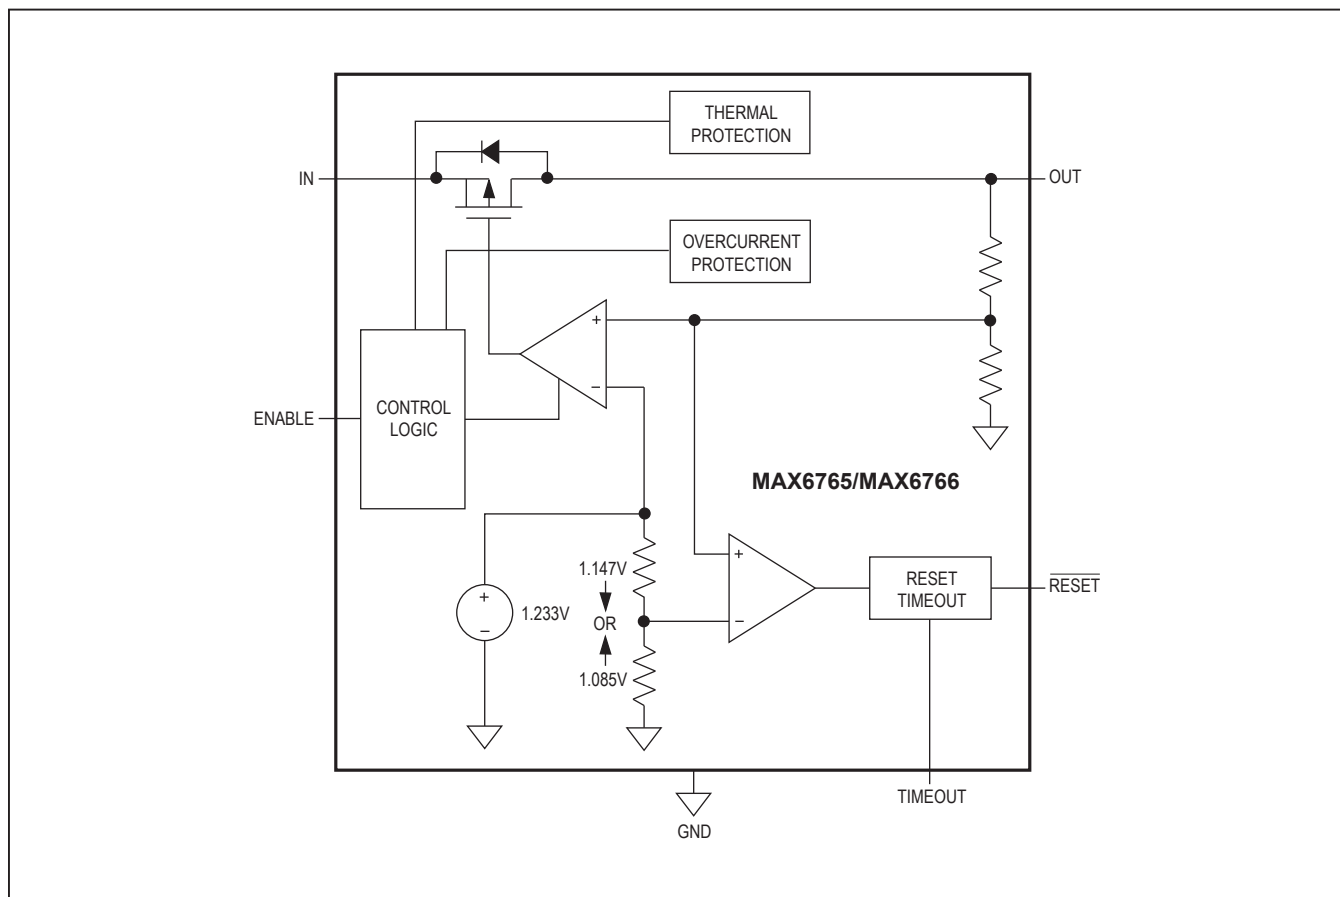 THERMAL
PROTECTION
IN
OUT
OVERCURRENT
PROTECTION
+
−
ENABLE
CONTROL
LOGIC
MAX6765/MAX6766
1.147V
OR
1.085V
+
−
1.233V
+
−
RESET
TIMEOUT
RESET
TIMEOUT
GND